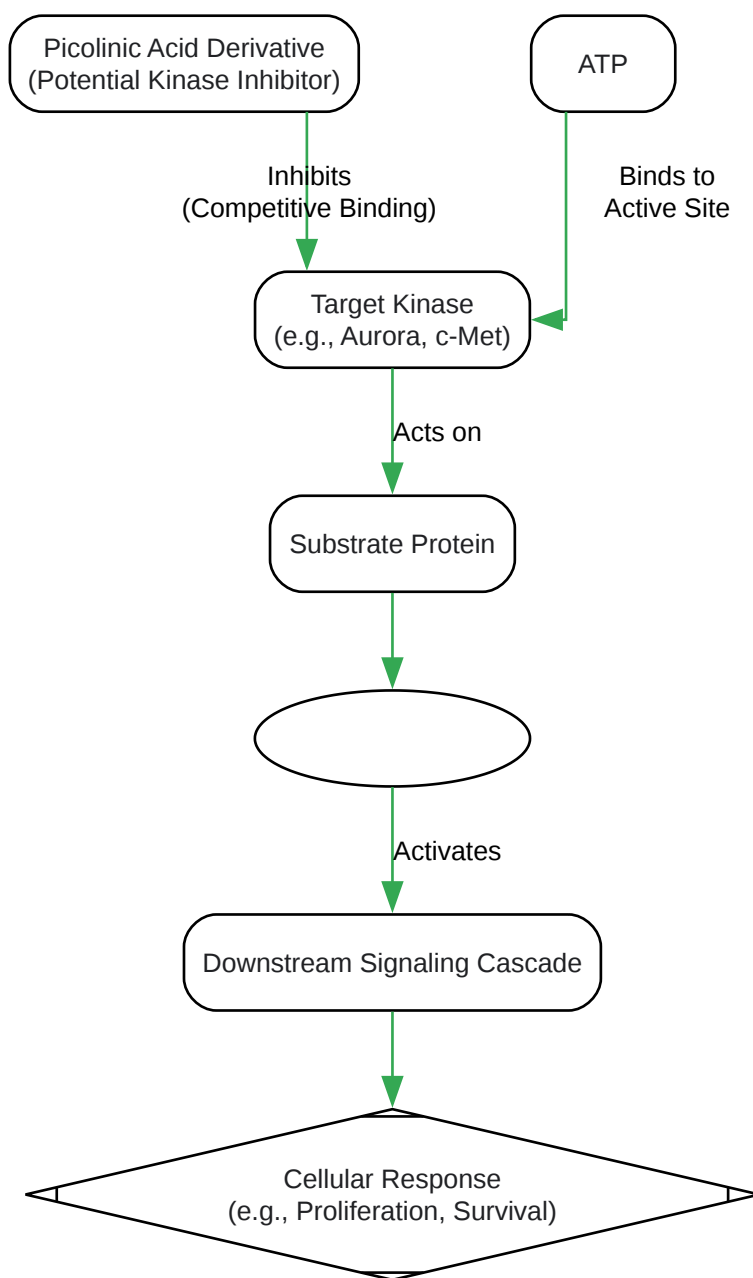 Picolinic Acid Derivative
(Potential Kinase Inhibitor)
ATP
Inhibits
(Competitive Binding)
Binds to
Active Site
Target Kinase
(e.g., Aurora, c-Met)
Acts on
Substrate Protein
Activates
Downstream Signaling Cascade
Cellular Response
(e.g., Proliferation, Survival)